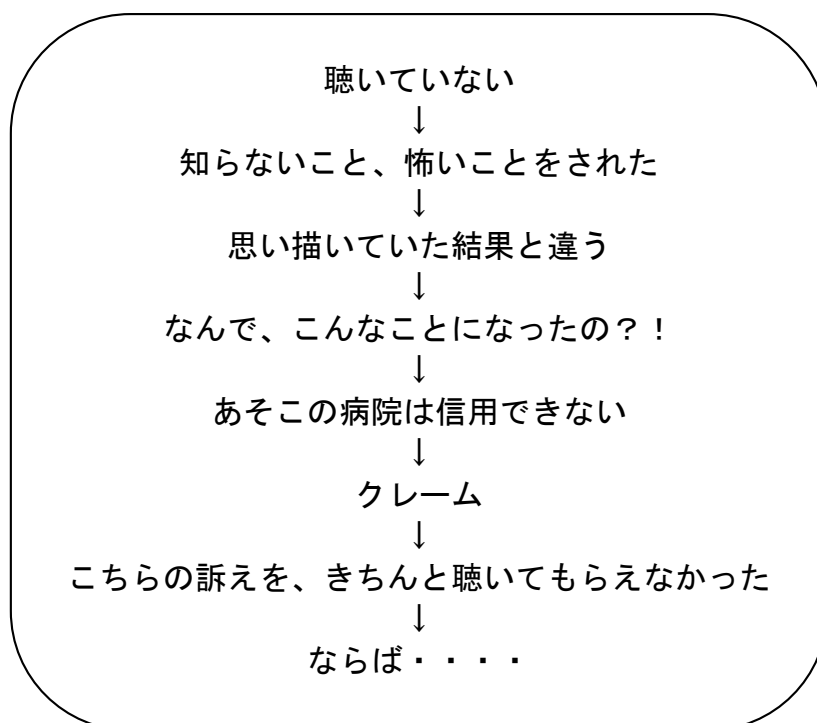 聴いていない
↓
知らないこと、怖いことをされた
↓
思い描いていた結果と違う
↓
なんで、こんなことになったの？！
↓
あそこの病院は信用できない
↓
クレーム
↓
こちらの訴えを、きちんと聴いてもらえなかった
↓
ならば・・・・